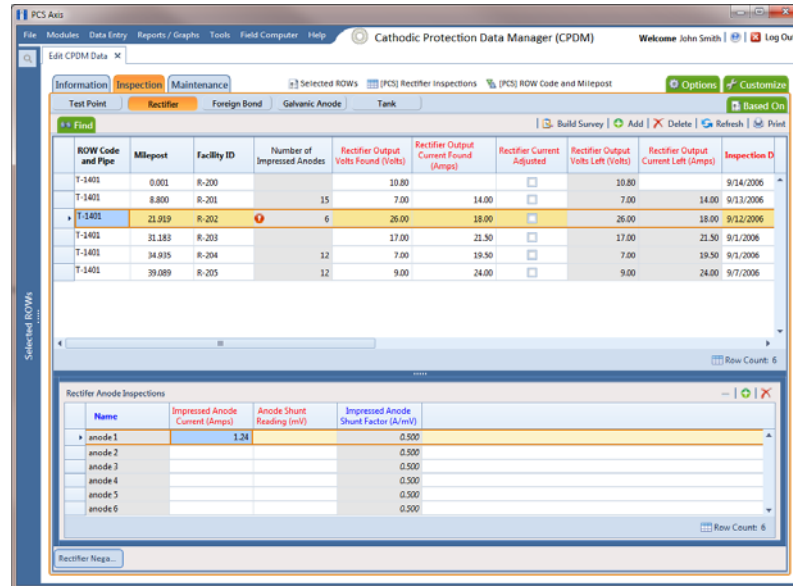 PCS Axis
File Modules Data Entry Reports / Graphs Tools Field Computer Help Cathodic Protection Data Manager (CPDM) Welcome John Smith | | Log Ou
Edit CPDM Data ×
Information Inspection Maintenance Selected ROWs [PCS] Rectifier Inspections [PCS] ROW Code and Milepost Options Customize
Test Point Rectifier Foreign Bond Galvanic Anode Tank Based On
Find | Build Survey | Add | Delete | Refresh | Print
ROW Code and Pipe Milepost Facility ID Number of Impressed Anodes Rectifier Output Volts Found (Volts) Rectifier Output Current Found (Amps) Rectifier Current Adjusted Rectifier Output Volts Left (Volts) Rectifier Output Current Left (Amps) Inspection D
T-1401 0.001 R-200 10.80 10.80 9/14/2006
T-1401 8.800 R-201 15 7.00 14.00 7.00 14.00 9/13/2006
T-1401 21.919 R-202 6 26.00 18.00 26.00 18.00 9/12/2006
T-1401 31.183 R-203 17.00 21.50 17.00 21.50 9/1/2006
T-1401 34.935 R-204 12 7.00 19.50 7.00 19.50 9/1/2006
T-1401 39.089 R-205 12 9.00 24.00 9.00 24.00 9/7/2006
Selected ROWs
Row Count: 6
Rectifer Anode Inspections
Name Impressed Anode Current (Amps) Anode Shunt Reading (mV) Impressed Anode Shunt Factor (A/mV)
anode 1 1.24 0.500
anode 2 0.500
anode 3 0.500
anode 4 0.500
anode 5 0.500
anode 6 0.500
Row Count: 6
Rectifier Nega...